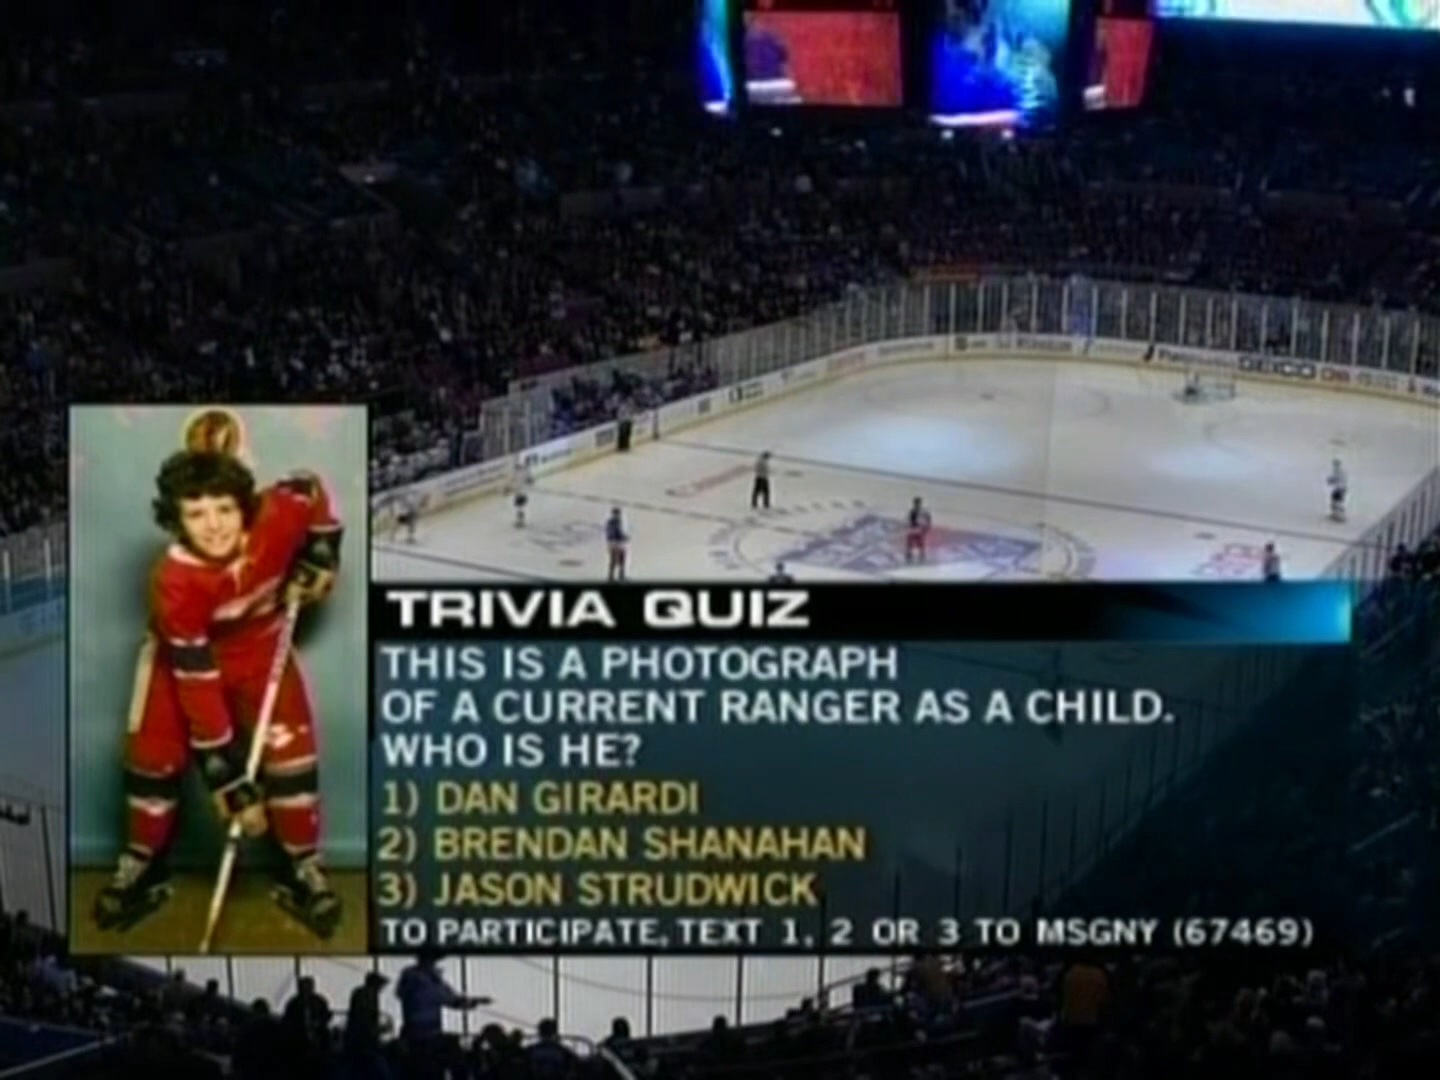 GEICO
TRIVIA QUIZ
THIS IS A PHOTOGRAPH
OF A CURRENT RANGER AS A CHILD.
WHO IS HE?
1) DAN GIRARDI
2) BRENDAN SHANAHAN
3) JASON STRUDWICK
TO PARTICIPATE, TEXT 1, 2 OR 3 TO MSGNY (67469)